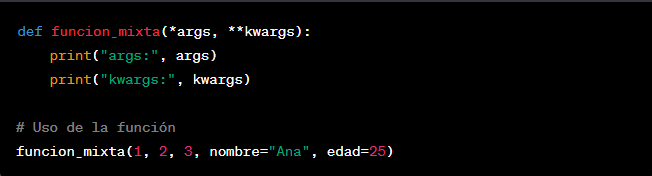 def funcion_mixta(*args, **kwargs):
    print("args:", args)
    print("kwargs:", kwargs)

# Uso de la función
funcion_mixta(1, 2, 3, nombre="Ana", edad=25)